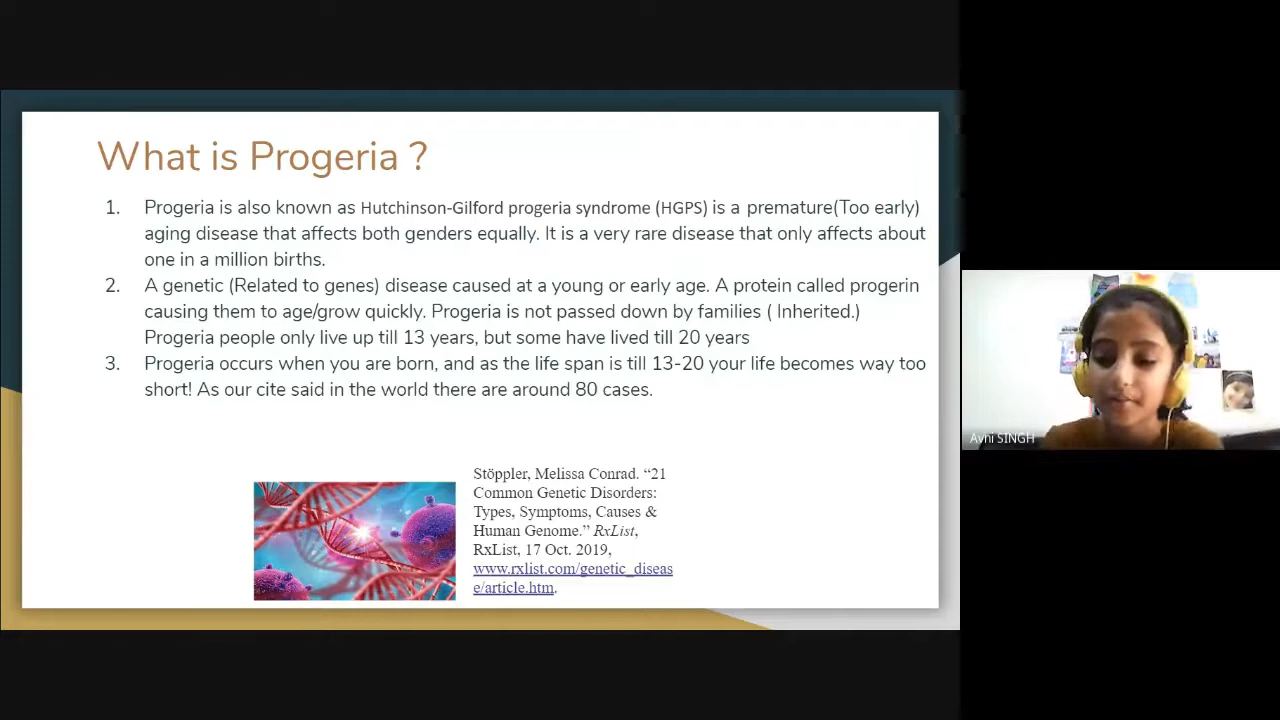 What is Progeria ?
1. Progeria is also known as Hutchinson-Gilford progeria syndrome (HGPS) is a premature(Too early)
aging disease that affects both genders equally. It is a very rare disease that only affects about
one in a million births.
2. A genetic (Related to genes) disease caused at a young or early age. A protein called progerin
causing them to age/grow quickly. Progeria is not passed down by families ( Inherited.)
Progeria people only live up till 13 years, but some have lived till 20 years
3. Progeria occurs when you are born, and as the life span is till 13-20 your life becomes way too
short! As our cite said in the world there are around 80 cases.
Stöppler, Melissa Conrad. “21
Common Genetic Disorders:
Types, Symptoms, Causes &
Human Genome.” RxList,
RxList, 17 Oct. 2019,
www.rxlist.com/genetic_diseas
e/article.htm.
Avni SINGH